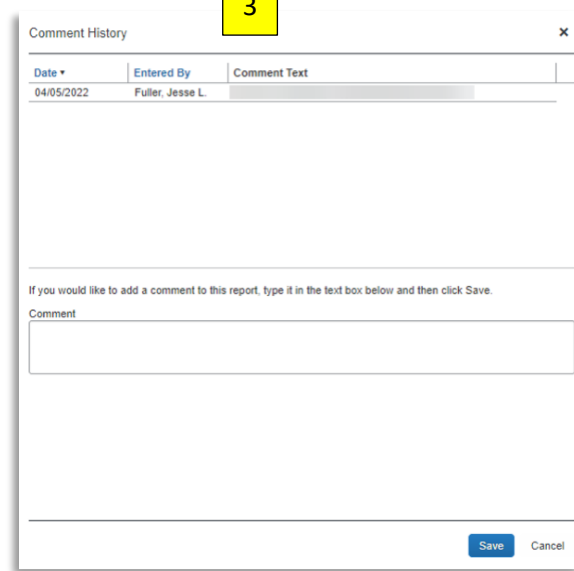 3
Comment History ×
Date ▾ Entered By Comment Text
04/05/2022 Fuller, Jesse L.
If you would like to add a comment to this report, type it in the text box below and then click Save.
Comment
Save Cancel